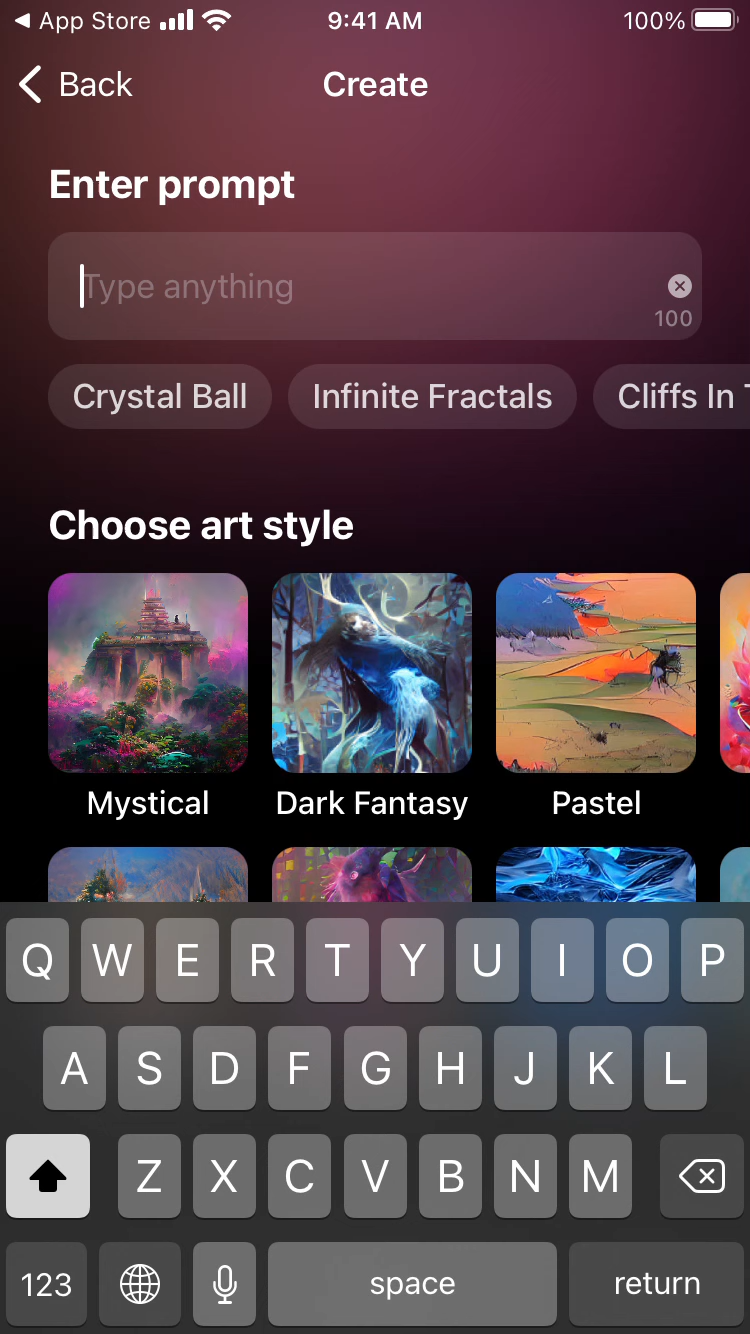 App Store
9:41 AM
100%
Back
Create
Enter prompt
Type anything
100
Crystal Ball
Infinite Fractals
Cliffs In
Choose art style
Mystical
Dark Fantasy
Pastel
Q W E R T Y U I O P
A S D F G H J K L
Z X C V B N M
123
space
return